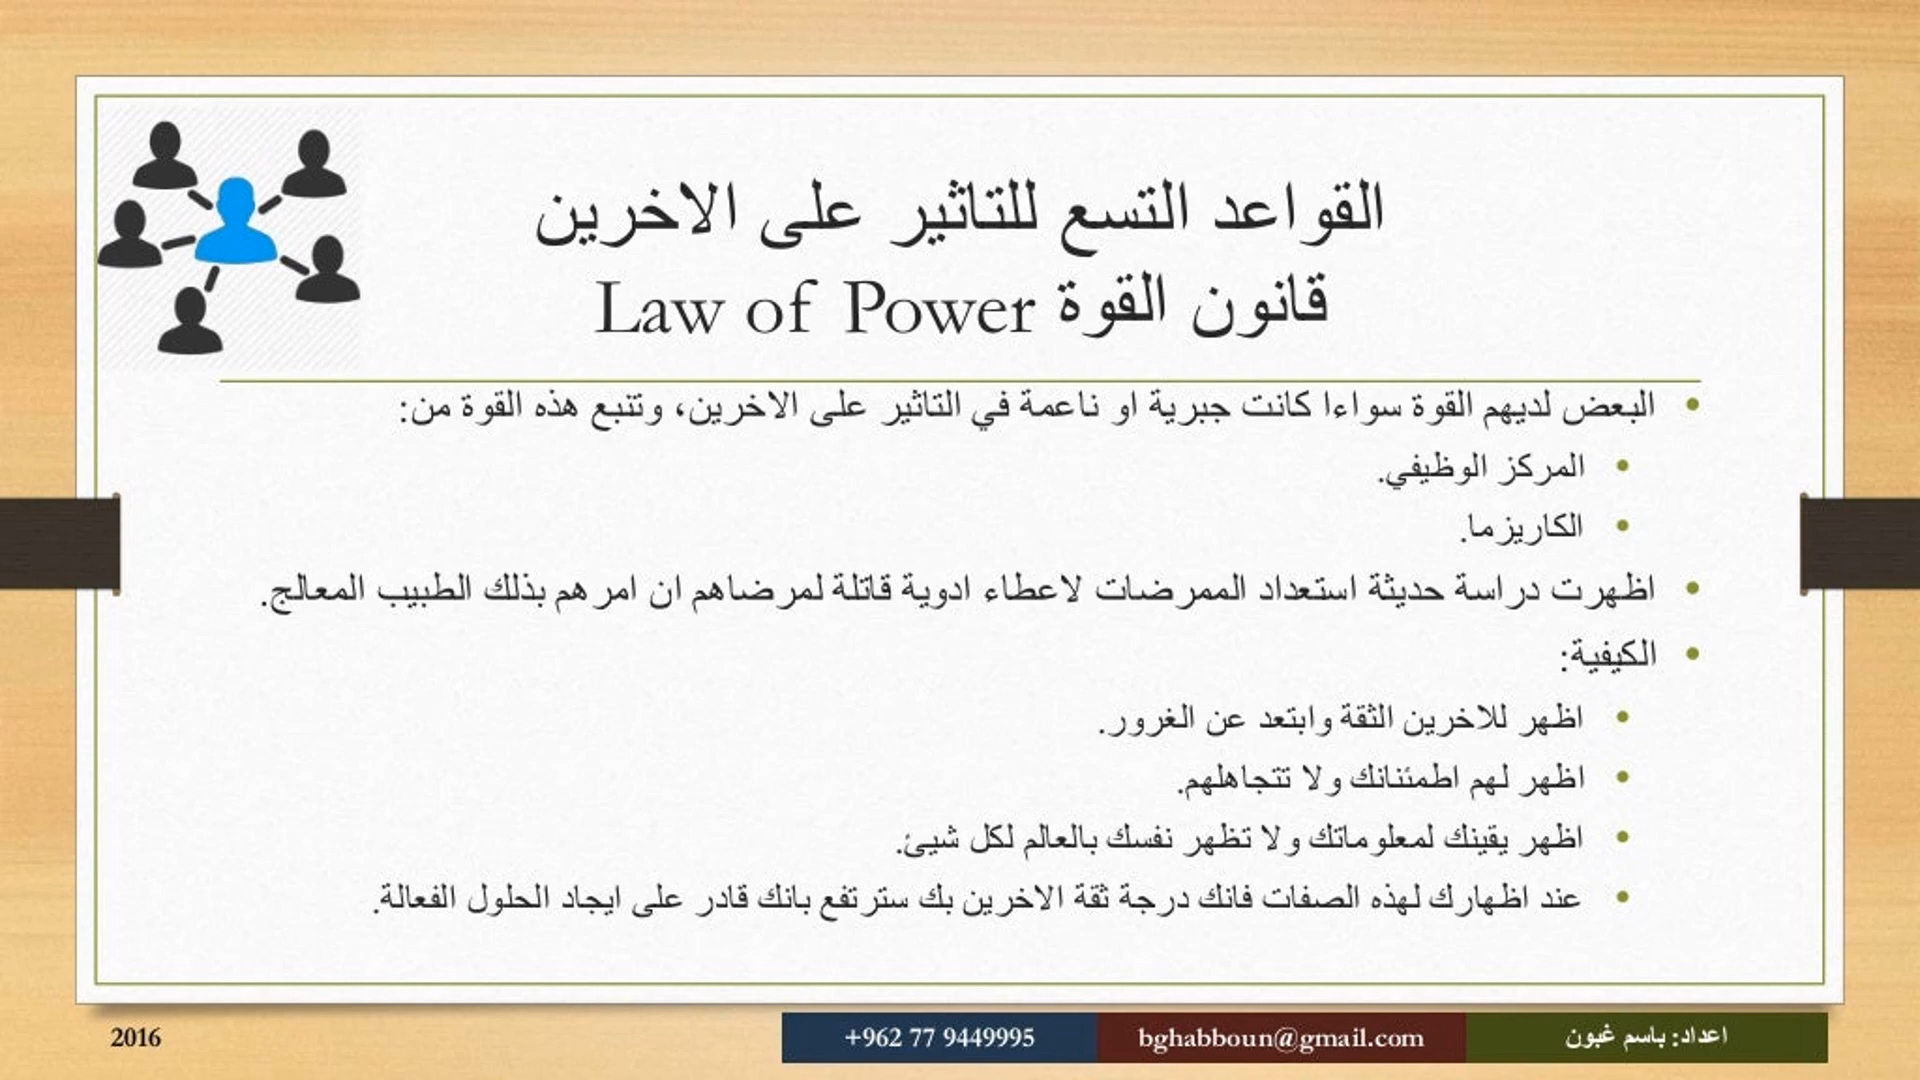 القواعد التسع للتاثير على الاخرين
قانون القوة Law of Power
البعض لديهم القوة سواءا كانت جبرية او ناعمة في التاثير على الاخرين، وتنبع هذه القوة من:
المركز الوظيفي.
الكاريزما.
اظهرت دراسة حديثة استعداد الممرضات لاعطاء ادوية قاتلة لمرضاهم ان امرهم بذلك الطبيب المعالج.
الكيفية:
اظهر للاخرين الثقة وابتعد عن الغرور.
اظهر لهم اطمئنانك ولا تتجاهلهم.
اظهر يقينك لمعلوماتك ولا تظهر نفسك بالعالم لكل شيئ.
عند اظهارك لهذه الصفات فانك درجة ثقة الاخرين بك سترتفع بانك قادر على ايجاد الحلول الفعالة.
اعداد: باسم غبون
bghabboun@gmail.com
+962 77 9449995
2016